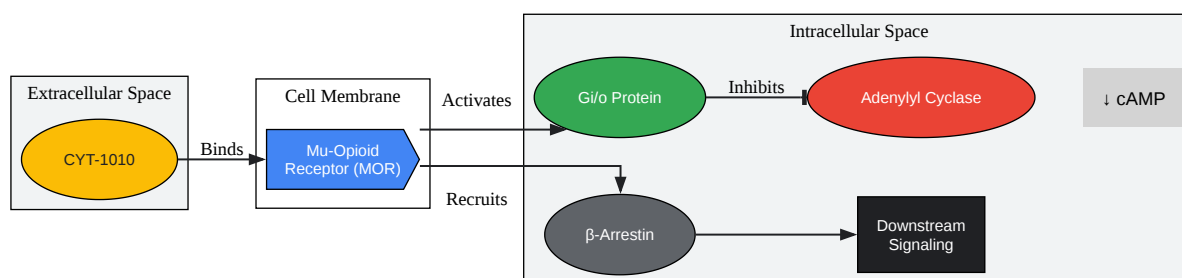 Extracellular Space
CYT-1010
Binds
Cell Membrane
Mu-Opioid
Receptor (MOR)
Activates
Recruits
Intracellular Space
Gi/o Protein
Inhibits
Adenylyl Cyclase
↓ cAMP
β-Arrestin
Downstream
Signaling